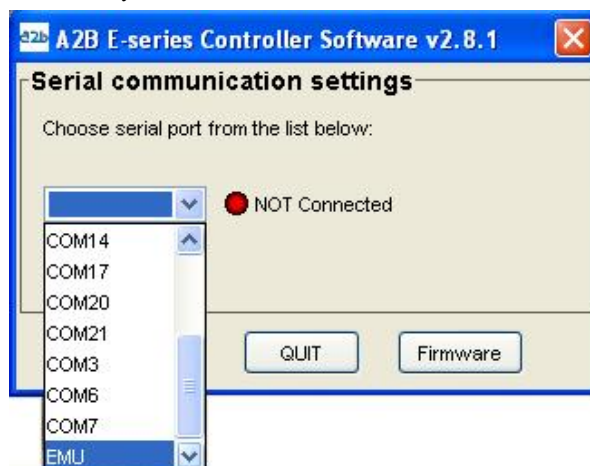 a2b A2B E-series Controller Software v2.8.1
Serial communication settings
Choose serial port from the list below:
NOT Connected
COM14
COM17
COM20
COM21
COM3
QUIT Firmware
COM6
COM7
EMU